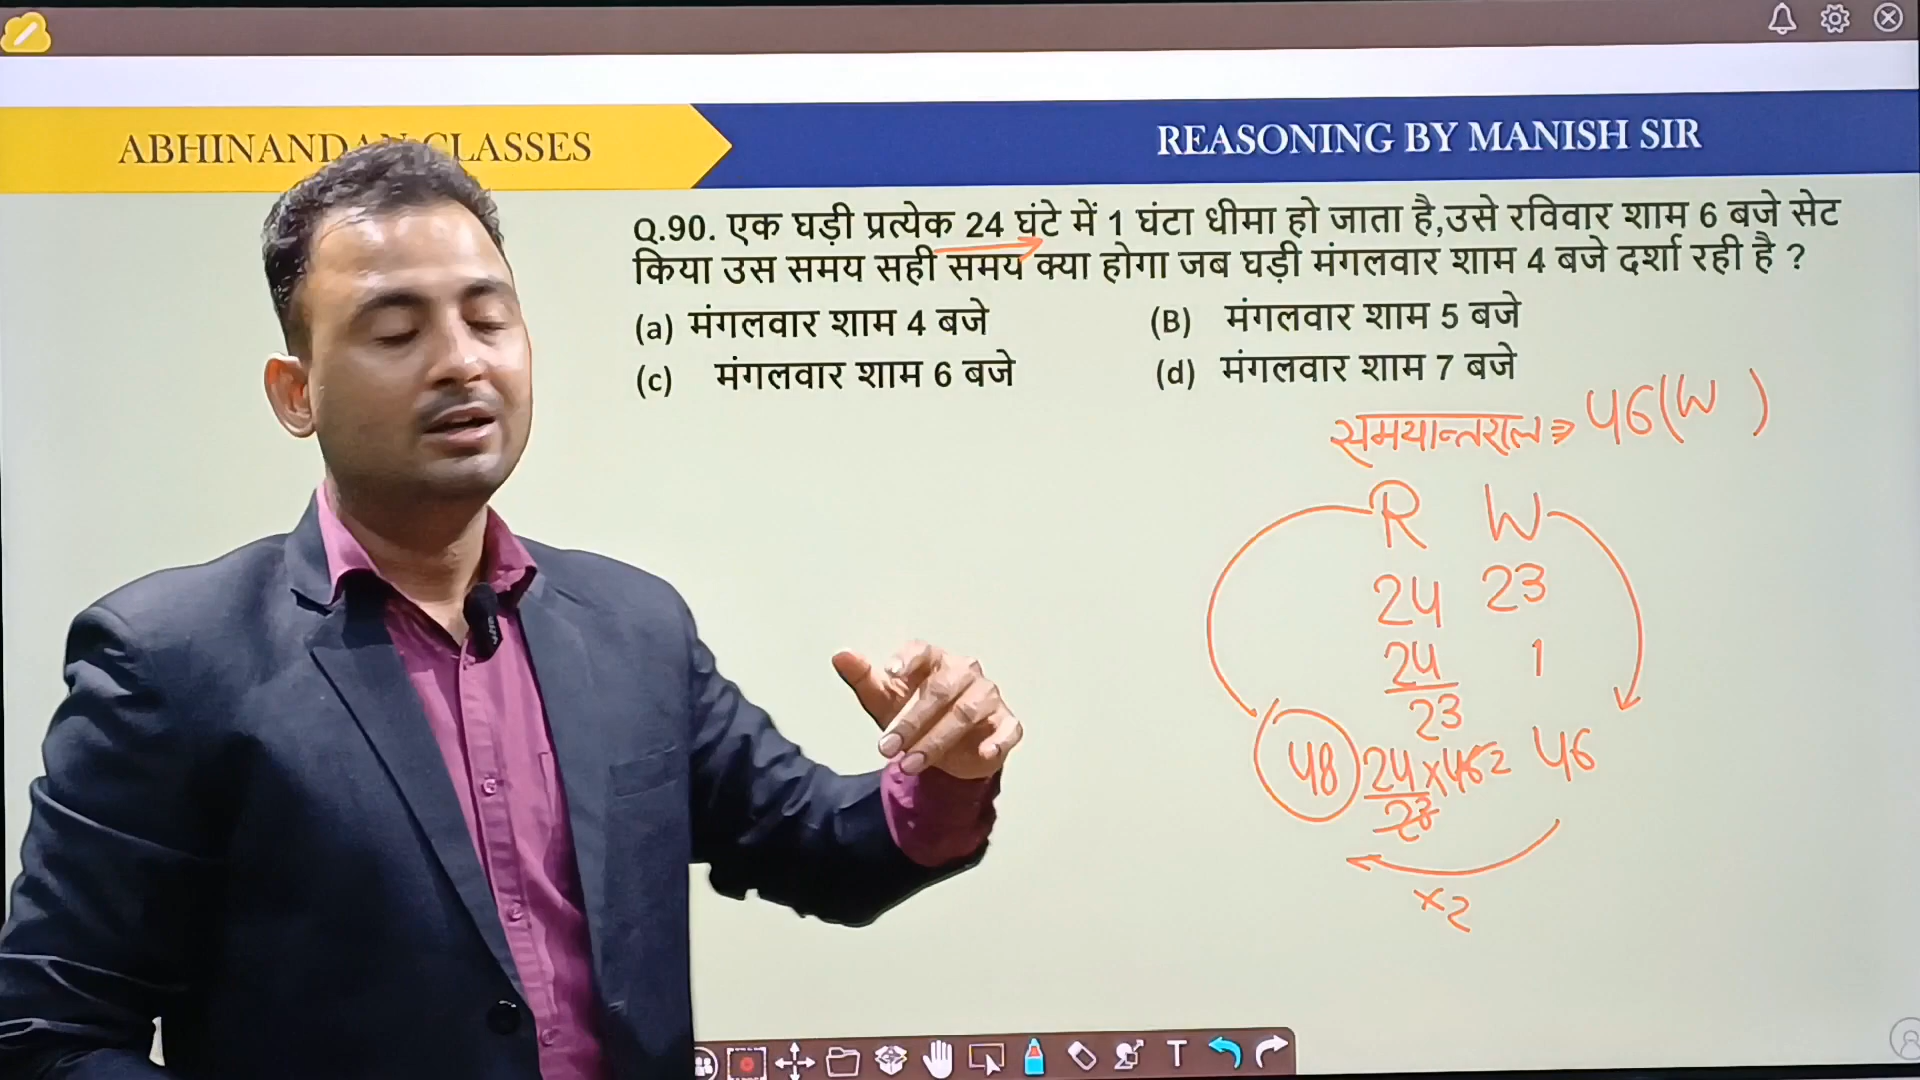 ABHINANDAN CLASSES
REASONING BY MANISH SIR
Q.90. एक घड़ी प्रत्येक 24 घंटे में 1 घंटा धीमा हो जाता है,उसे रविवार शाम 6 बजे सेट
किया उस समय सही समय क्या होगा जब घड़ी मंगलवार शाम 4 बजे दर्शा रही है ?
(a) मंगलवार शाम 4 बजे (B) मंगलवार शाम 5 बजे
(c) मंगलवार शाम 6 बजे (d) मंगलवार शाम 7 बजे
समयान्तराल ⇒ 46(W )
R W
24 23
24/23 1
48 24/23 ×46= 46
×2
T